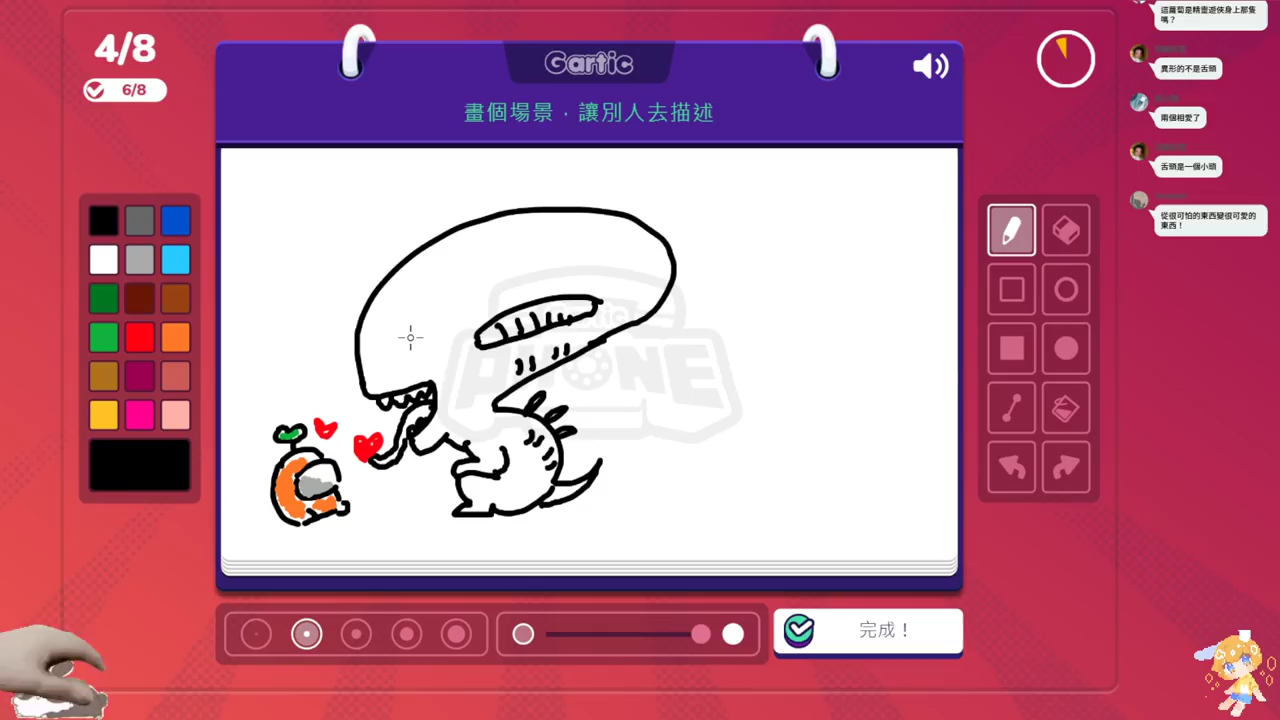 4/8
6/8
Gartic
畫個場景，讓別人去描述
PHONE
完成！
這蘿蔔是精靈遊俠身上那隻
嗎？
異形的不是舌頭
兩個相愛了
舌頭是一個小頭
從很可怕的東西變很可愛的
東西！